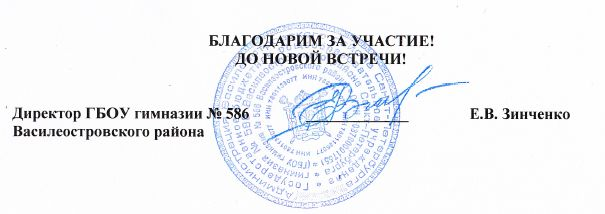 БЛАГОДАРИМ ЗА УЧАСТИЕ!
ДО НОВОЙ ВСТРЕЧИ!
Директор ГБОУ гимназии № 586 Е.В. Зинченко
Василеостровского района